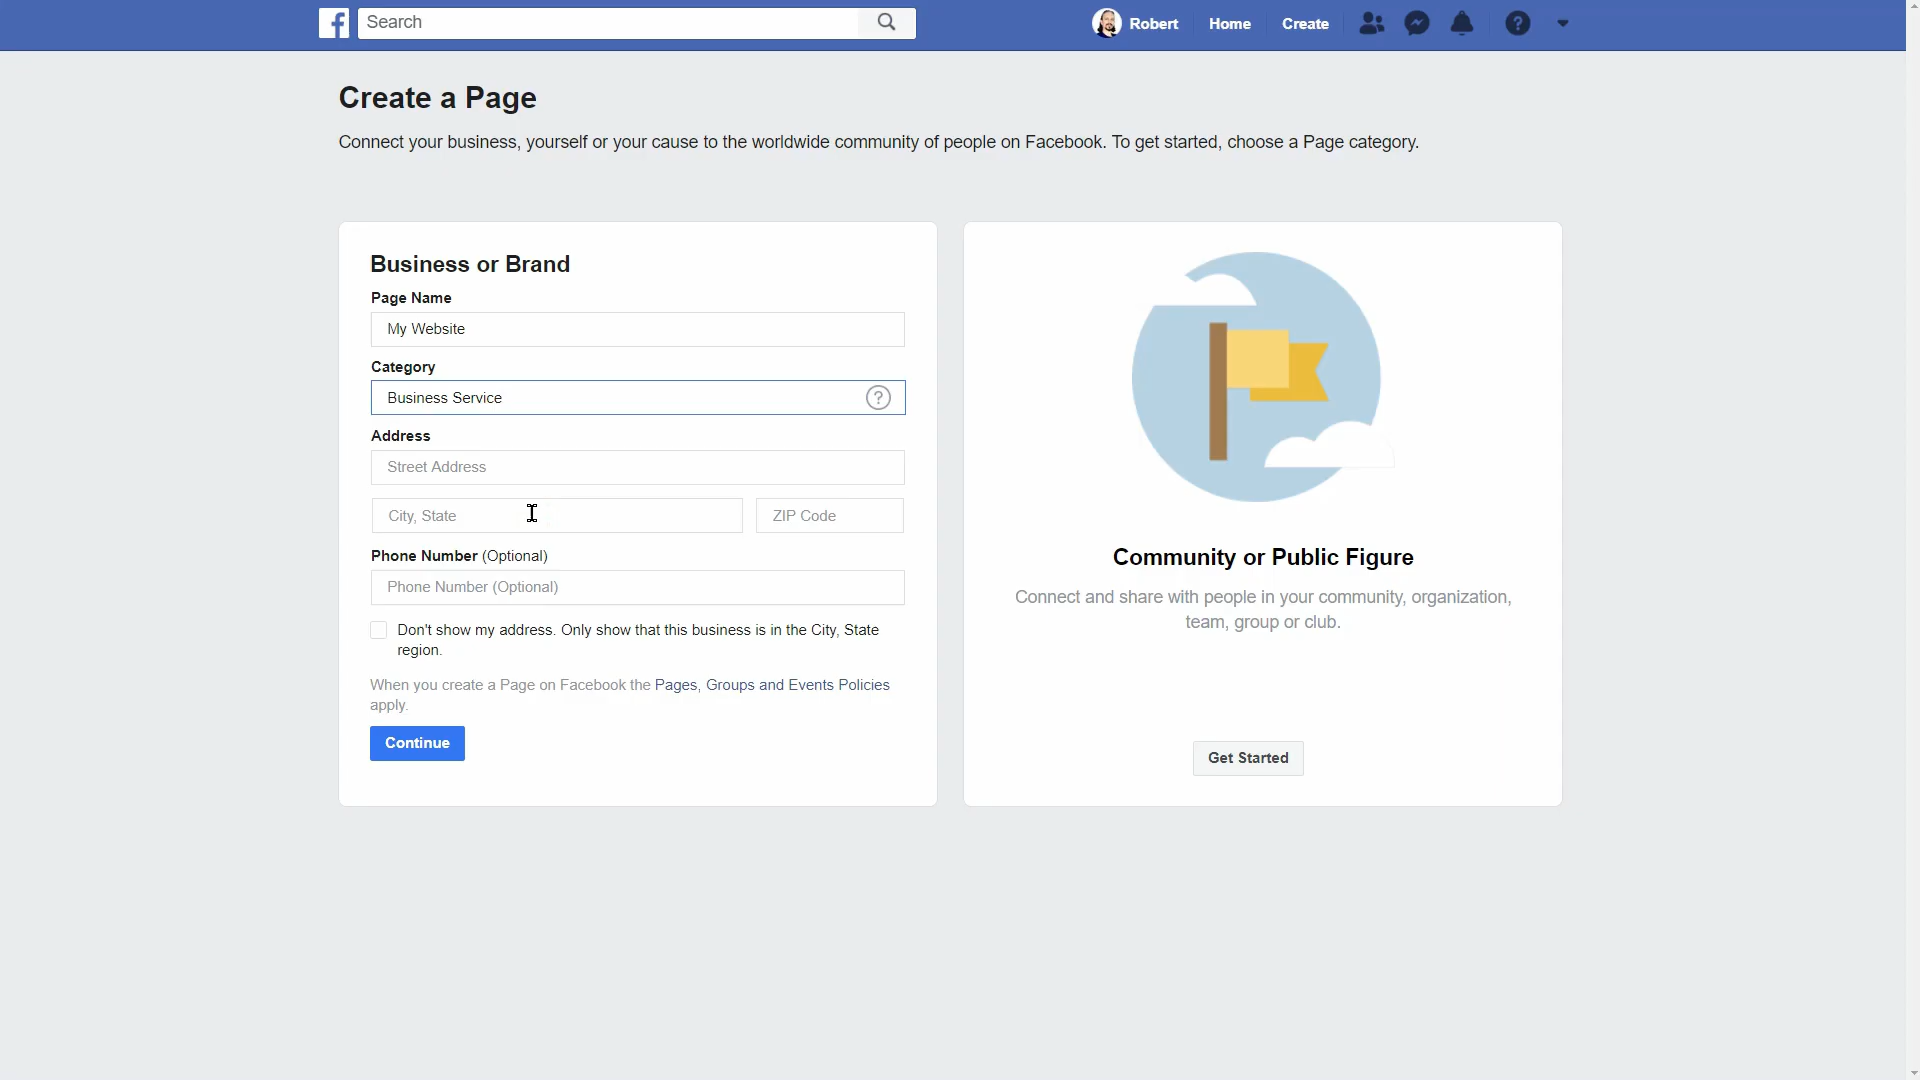 Search
Robert
Home
Create
Create a Page
Connect your business, yourself or your cause to the worldwide community of people on Facebook. To get started, choose a Page category.
Business or Brand
Page Name
My Website
Category
Business Service
Address
Street Address
City, State
ZIP Code
Phone Number (Optional)
Phone Number (Optional)
Don't show my address. Only show that this business is in the City, State
region.
When you create a Page on Facebook the Pages, Groups and Events Policies
apply.
Continue
Community or Public Figure
Connect and share with people in your community, organization,
team, group or club.
Get Started